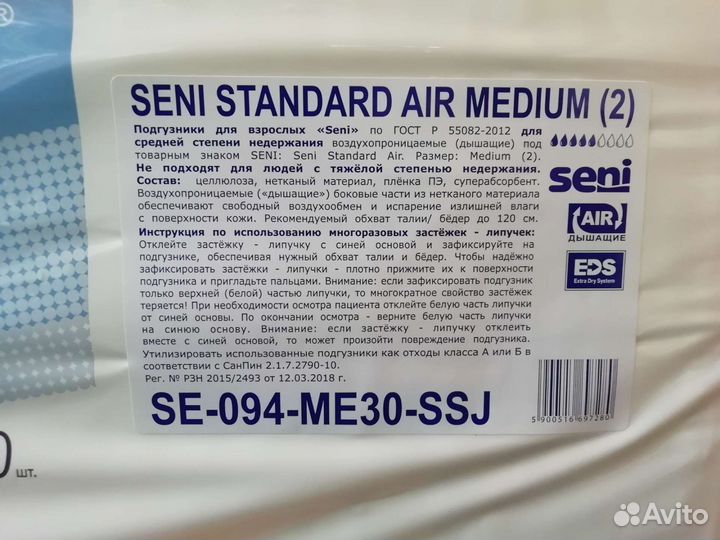 ®
SENI STANDARD AIR MEDIUM (2)
Подгузники для взрослых «Seni» по ГОСТ Р 55082-2012 для
средней степени недержания воздухопроницаемые (дышащие) под
товарным знаком SENI: Seni Standard Air. Размер: Medium (2).
Не подходят для людей с тяжёлой степенью недержания.
Состав: целлюлоза, нетканый материал, плёнка ПЭ, суперабсорбент.
Воздухопроницаемые («дышащие») боковые части из нетканого материала
обеспечивают свободный воздухообмен и испарение излишней влаги
с поверхности кожи. Рекомендуемый обхват талии/ бёдер до 120 см.
Инструкция по использованию многоразовых застёжек - липучек:
Отклейте застёжку - липучку с синей основой и зафиксируйте на
подгузнике, обеспечивая нужный обхват талии и бёдер. Чтобы надёжно
зафиксировать застёжки - липучки - плотно прижмите их к поверхности
подгузника и пригладьте пальцами. Внимание: если зафиксировать подгузник
только верхней (белой) частью липучки, то многократное свойство застёжек
теряется! При необходимости осмотра пациента отклейте белую часть липучки
от синей основы. По окончании осмотра - верните белую часть липучки
на синюю основу. Внимание: если застёжку - липучку отклеить
вместе с синей основой, то может произойти повреждение подгузника.
Утилизировать использованные подгузники как отходы класса А или Б в
соответствии с СанПин 2.1.7.2790-10.
Рег. № РЗН 2015/2493 от 12.03.2018 г.
SE-094-ME30-SSJ
seni
AIR
ДЫШАЩИЕ
EDS
Extra Dry System
5 900516 697280
0 шт.
Avito